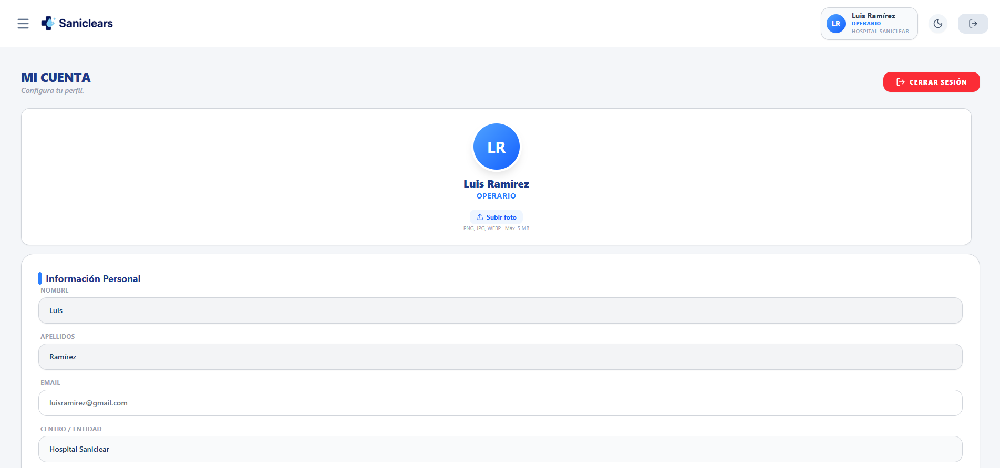 Saniclears
LR
Luis Ramírez
OPERARIO
HOSPITAL SANICLEAR
MI CUENTA
Configura tu perfil.
CERRAR SESIÓN
LR
Luis Ramírez
OPERARIO
Subir foto
PNG, JPG, WEBP · Máx. 5 MB
Información Personal
NOMBRE
Luis
APELLIDOS
Ramírez
EMAIL
luisramirez@gmail.com
CENTRO / ENTIDAD
Hospital Saniclear